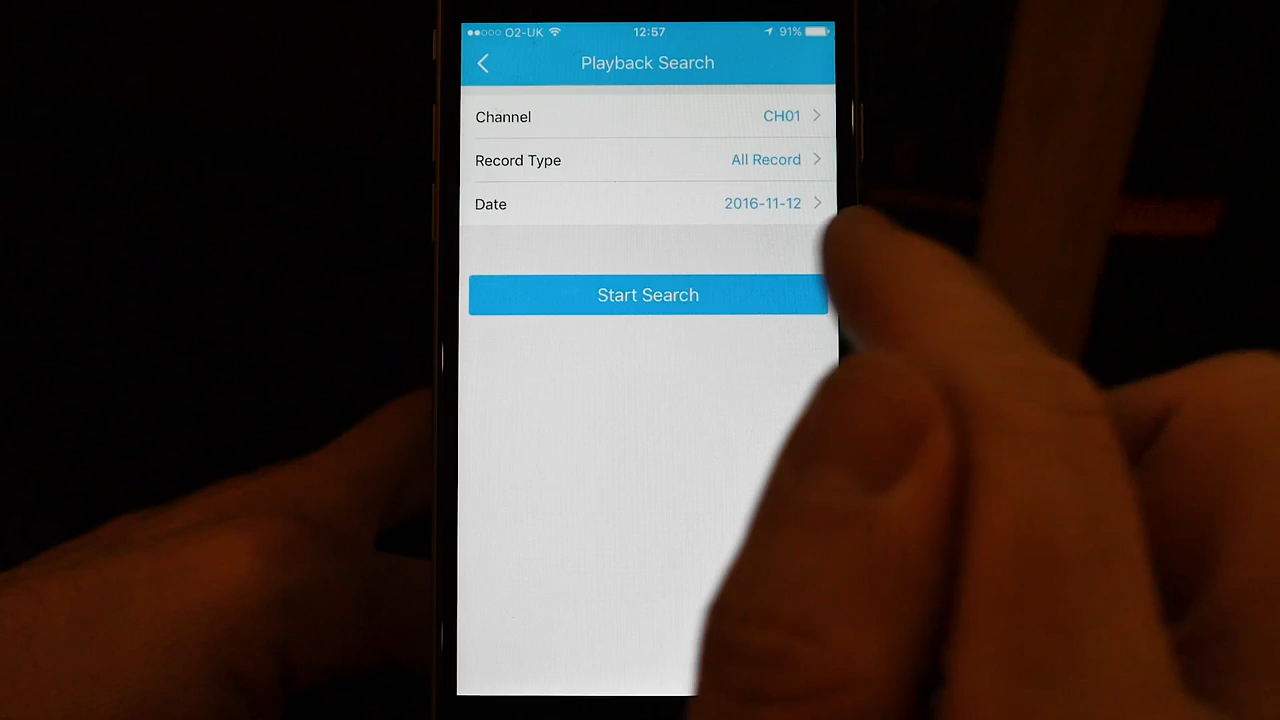 O2-UK 12:57 91%
Playback Search
Channel CH01
Record Type All Record
Date 2016-11-12
Start Search